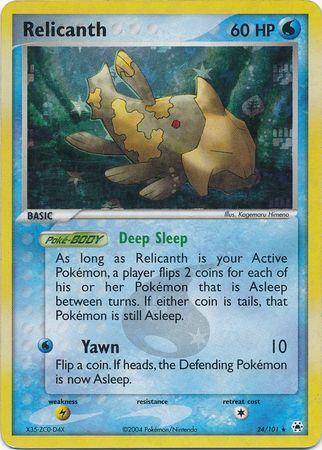 Relicanth 60 HP
BASIC Illus. Kagemaru Himeno
Poké-BODY Deep Sleep
As long as Relicanth is your Active
Pokémon, a player flips 2 coins for each of
his or her Pokémon that is Asleep
between turns. If either coin is tails, that
Pokémon is still Asleep.
Yawn 10
Flip a coin. If heads, the Defending Pokémon
is now Asleep.
weakness resistance retreat cost
X35-ZC0-D4X ©2004 Pokémon/Nintendo 24/101 ★